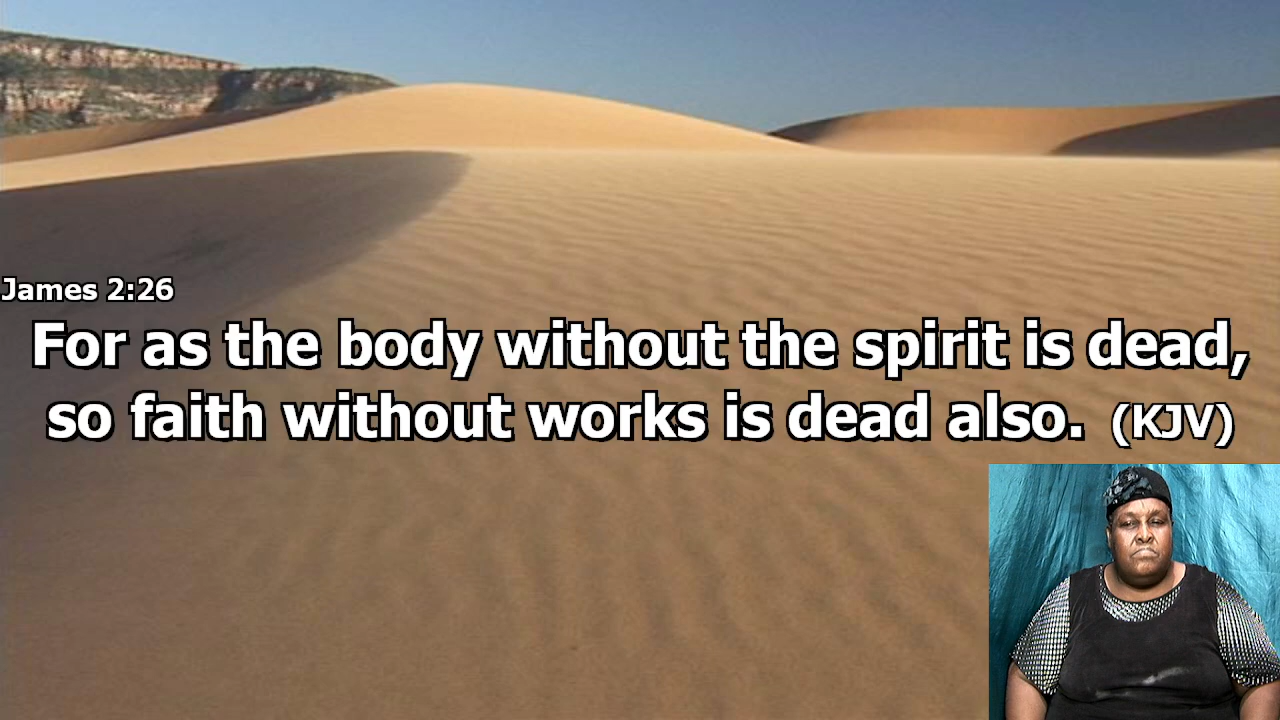 James 2:26
For as the body without the spirit is dead,
so faith without works is dead also. (KJV)